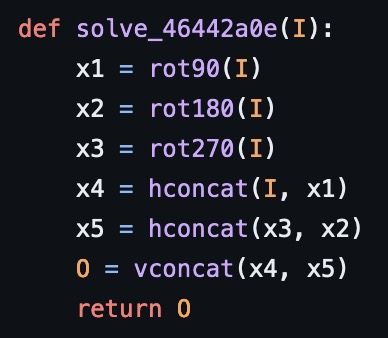 def solve_46442a0e(I):
    x1 = rot90(I)
    x2 = rot180(I)
    x3 = rot270(I)
    x4 = hconcat(I, x1)
    x5 = hconcat(x3, x2)
    O = vconcat(x4, x5)
    return O